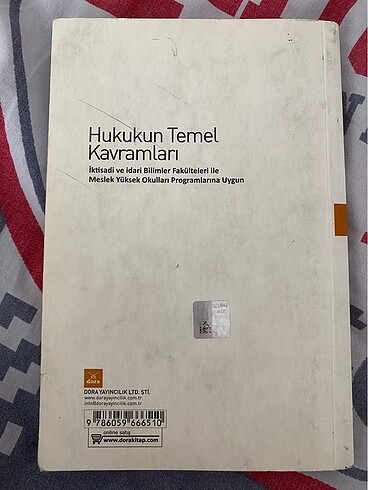 Hukukun Temel
Kavramları
İktisadi ve idari Bilimler Fakülteleri ile
Meslek Yüksek Okulları Programlarına Uygun
dora
DORA YAYINCILIK LTD. ŞTİ.
www.dorayayincilik.com.tr
info@dorayayincilik.com.tr
9 786059 666510
online satış
www.dorakitap.com